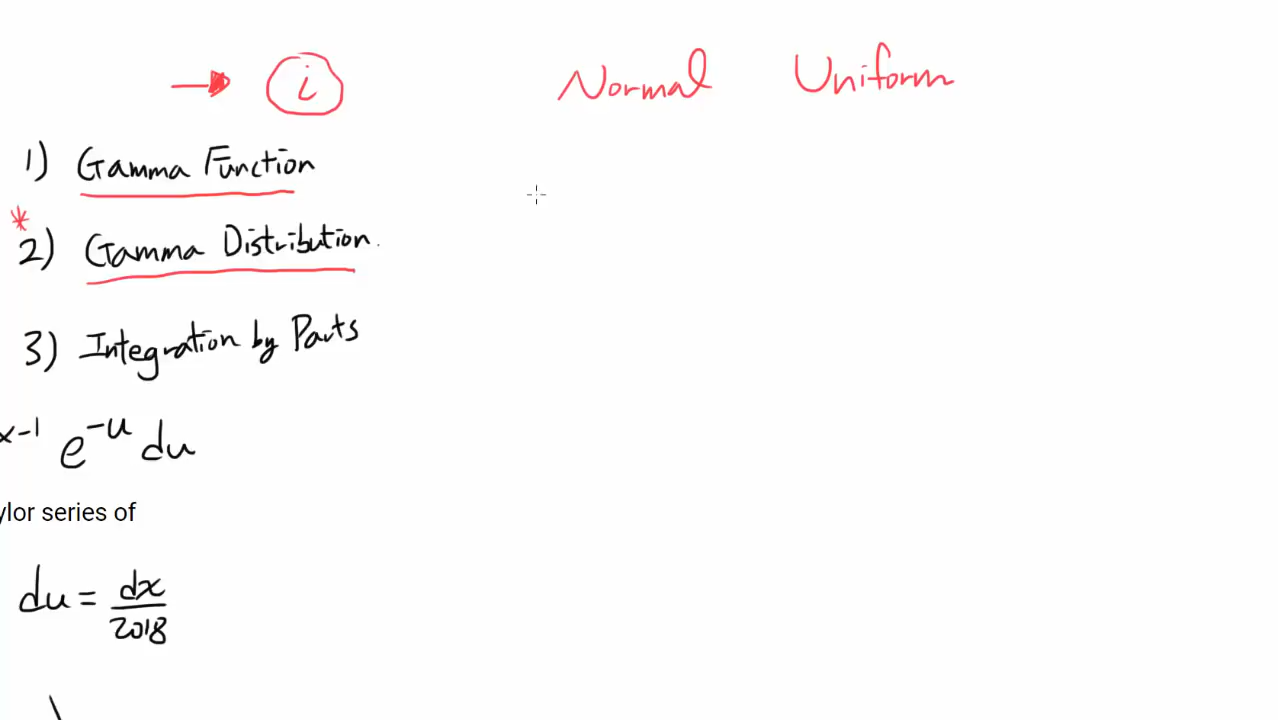 → i Normal Uniform
1) Gamma Function
* 2) Gamma Distribution.
3) Integration by Parts
x-1 e^-u du
ylor series of
du = dx/2018